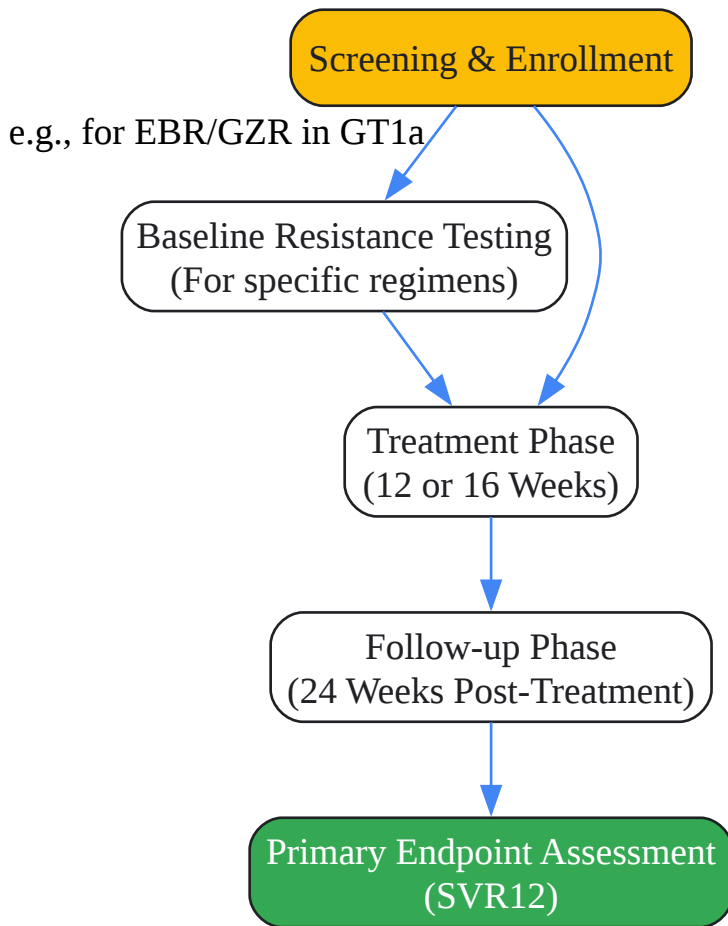 Screening & Enrollment
e.g., for EBR/GZR in GT1a
Baseline Resistance Testing
(For specific regimens)
Treatment Phase
(12 or 16 Weeks)
Follow-up Phase
(24 Weeks Post-Treatment)
Primary Endpoint Assessment
(SVR12)